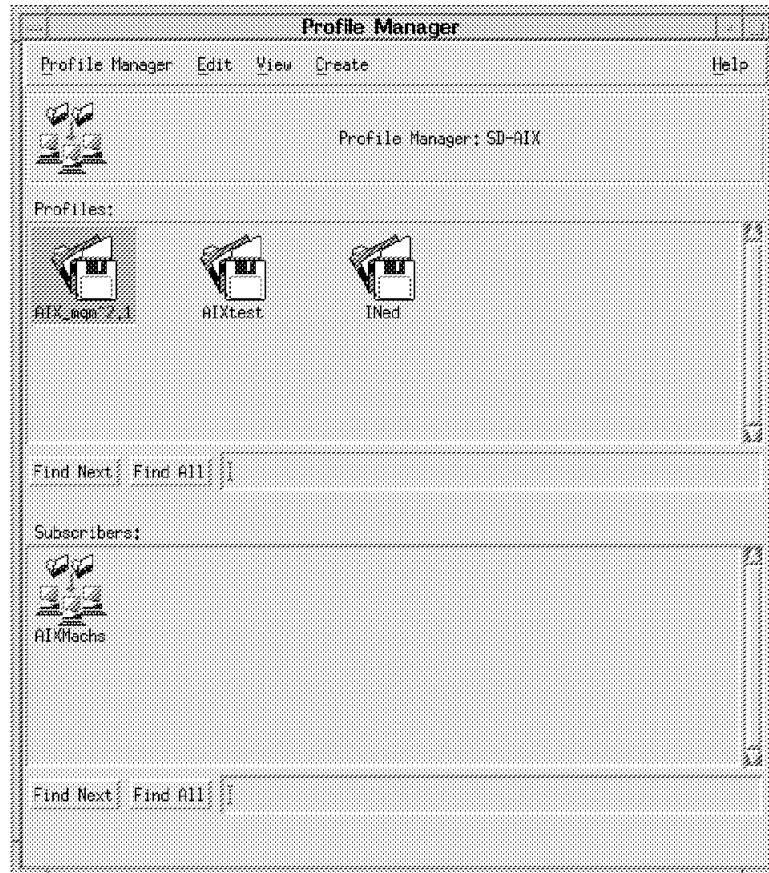 Profile Manager
Profile Manager Edit View Create Help
Profile Manager: SD-AIX
Profiles:
AIX_mqm^2.1 AIXtest INed
Find Next Find All
Subscribers:
AIXMachs
Find Next Find All